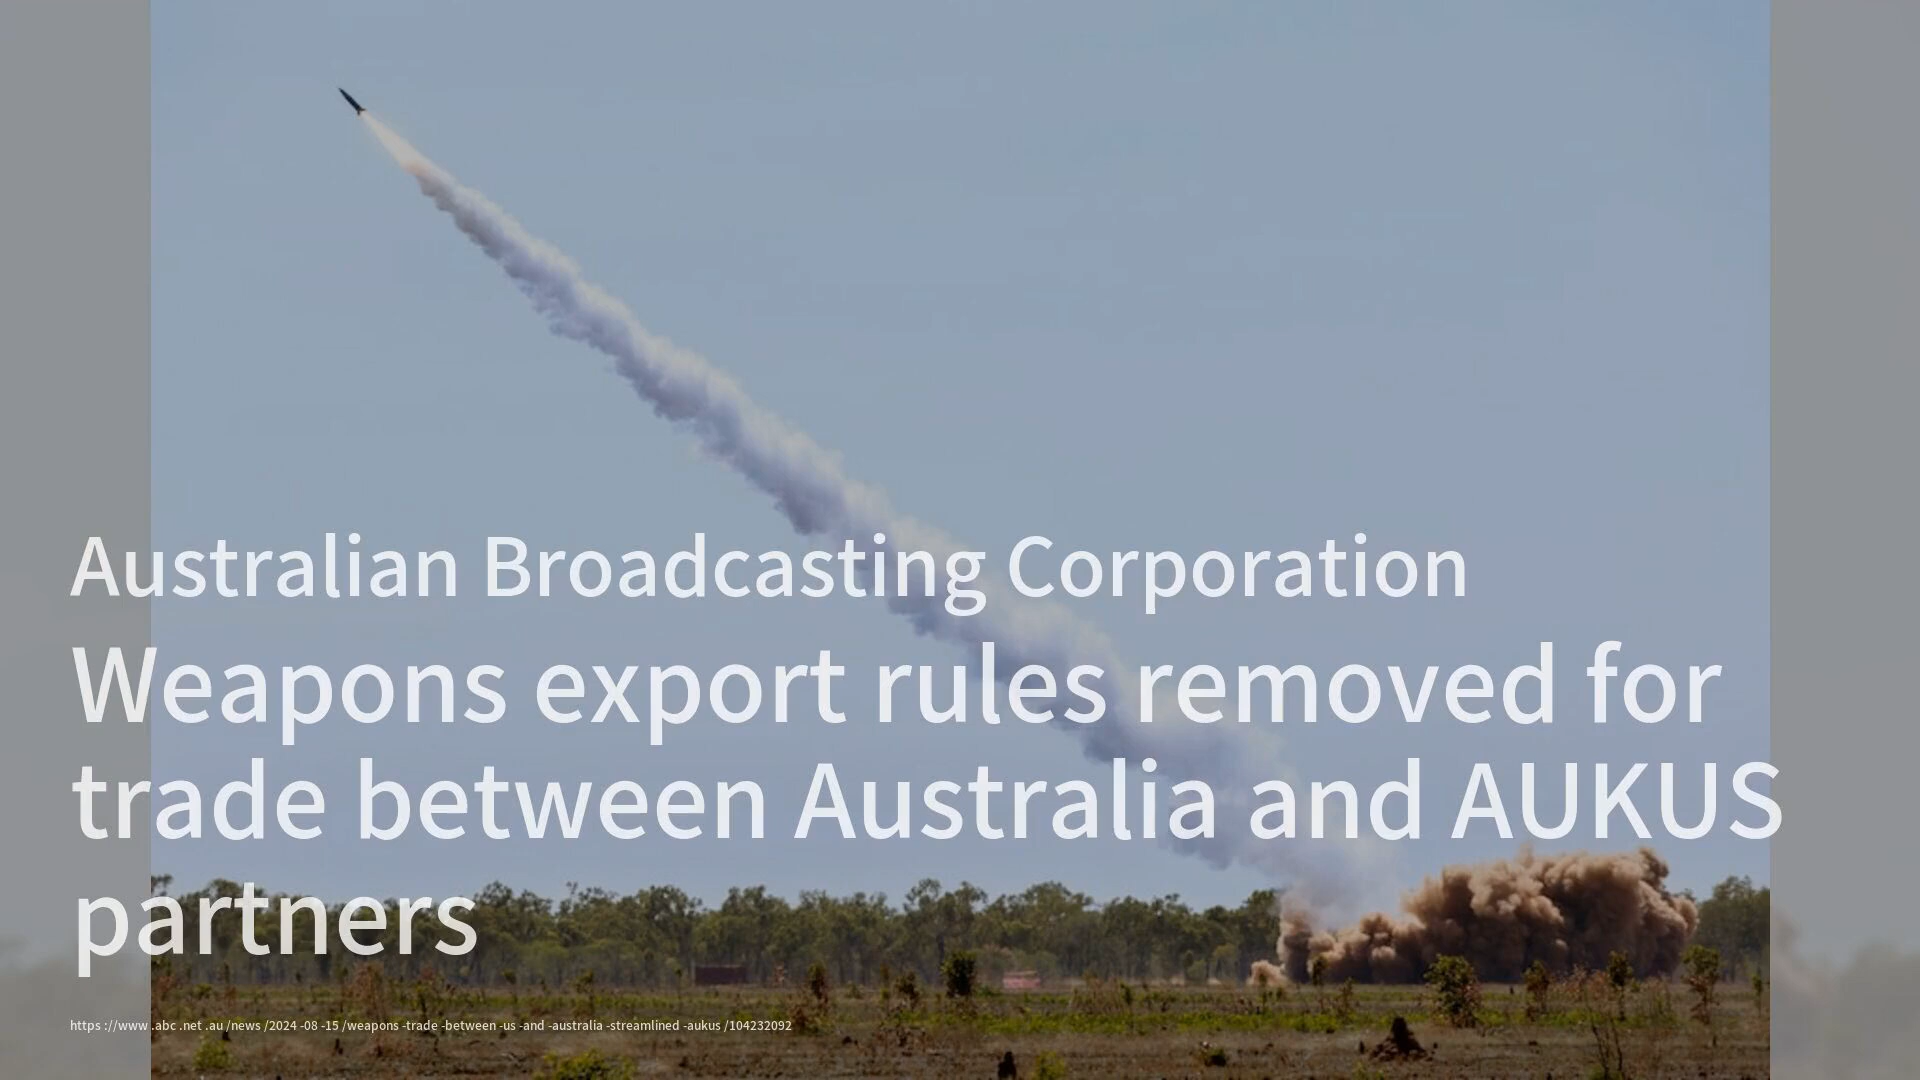 Australian Broadcasting Corporation
Weapons export rules removed for
trade between Australia and AUKUS
partners
https ://www .abc .net .au /news /2024 -08 -15 /weapons -trade -between -us -and -australia -streamlined -aukus /104232092